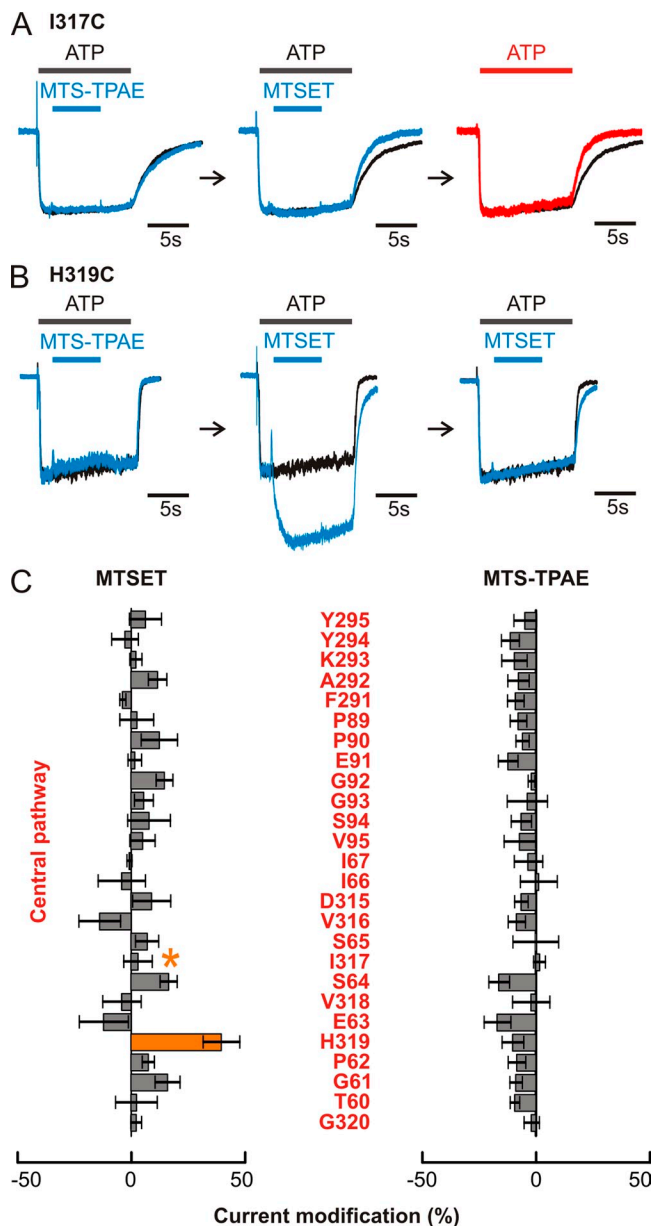 A I317C
ATP ATP ATP
MTS-TPAE MTSET
5s 5s 5s
B H319C
ATP ATP ATP
MTS-TPAE MTSET MTSET
5s 5s 5s
C MTSET MTS-TPAE
Central pathway
Y295
Y294
K293
A292
F291
P89
P90
E91
G92
G93
S94
V95
I67
I66
D315
V316
S65
I317
*
S64
V318
E63
H319
P62
G61
T60
G320
-50 0 50 -50 0 50
Current modification (%)